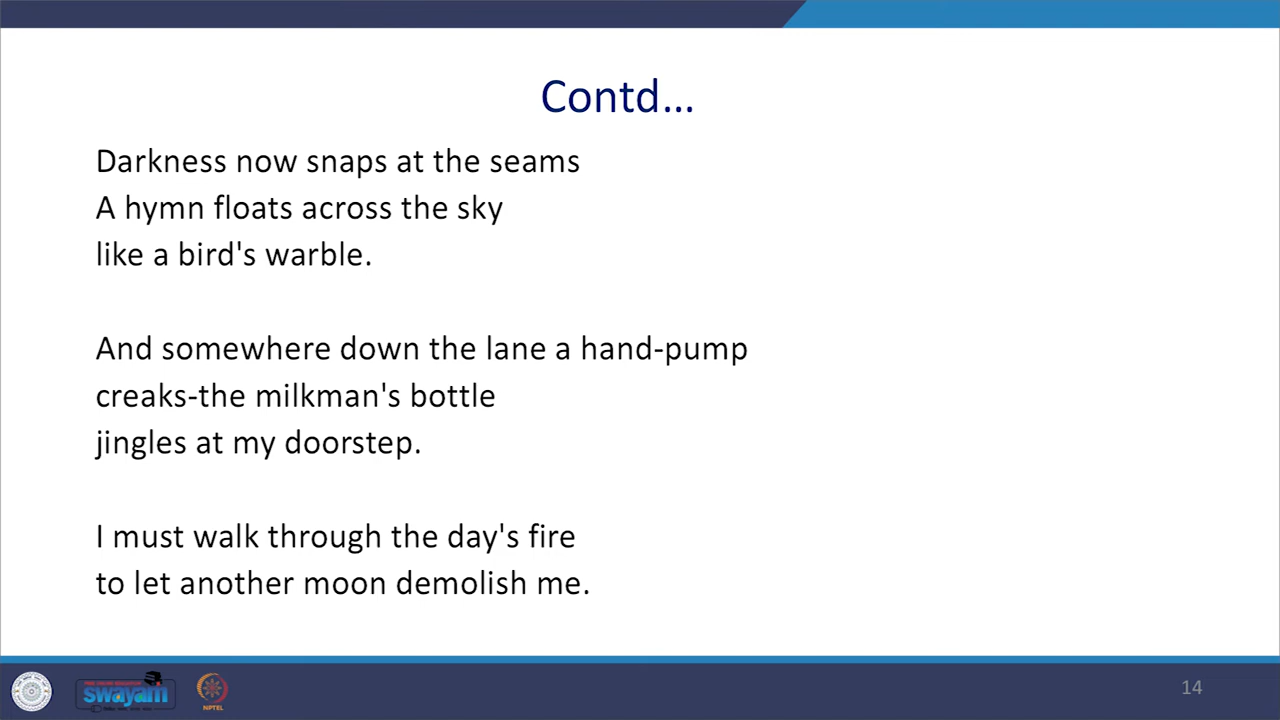 Contd...
Darkness now snaps at the seams
A hymn floats across the sky
like a bird's warble.
And somewhere down the lane a hand-pump
creaks-the milkman's bottle
jingles at my doorstep.
I must walk through the day's fire
to let another moon demolish me.
swayam
NPTEL
14